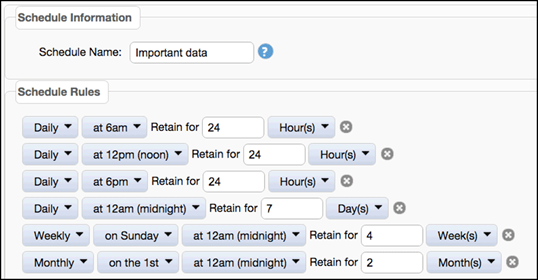 Schedule Information
Schedule Name: Important data ?
Schedule Rules
Daily at 6am Retain for 24 Hour(s)
Daily at 12pm (noon) Retain for 24 Hour(s)
Daily at 6pm Retain for 24 Hour(s)
Daily at 12am (midnight) Retain for 7 Day(s)
Weekly on Sunday at 12am (midnight) Retain for 4 Week(s)
Monthly on the 1st at 12am (midnight) Retain for 2 Month(s)